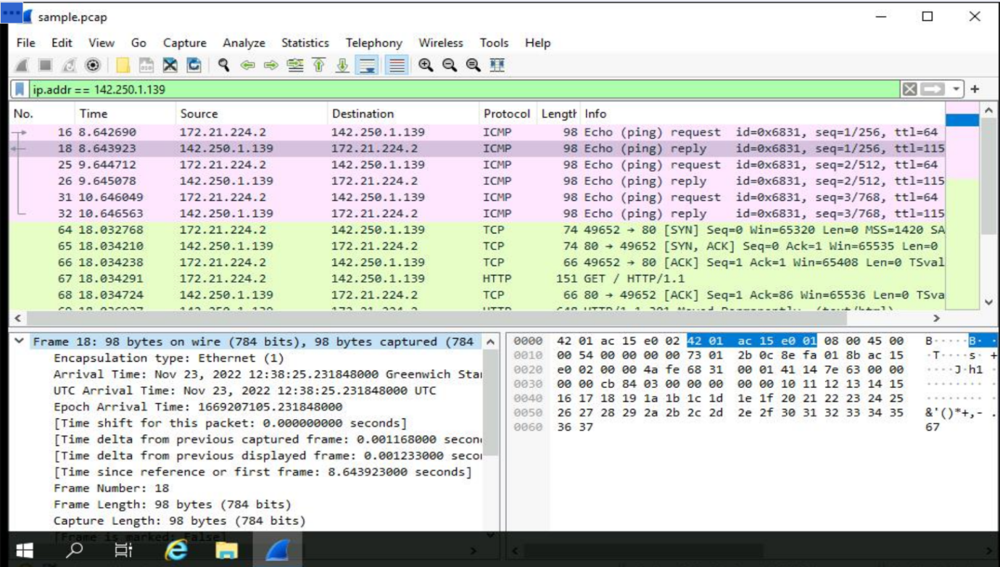 sample.pcap
File Edit View Go Capture Analyze Statistics Telephony Wireless Tools Help
ip.addr == 142.250.1.139
No. Time Source Destination Protocol Length Info
16 8.642690 172.21.224.2 142.250.1.139 ICMP 98 Echo (ping) request id=0x6831, seq=1/256, ttl=64
18 8.643923 142.250.1.139 172.21.224.2 ICMP 98 Echo (ping) reply id=0x6831, seq=1/256, ttl=115
25 9.644712 172.21.224.2 142.250.1.139 ICMP 98 Echo (ping) request id=0x6831, seq=2/512, ttl=64
26 9.645078 142.250.1.139 172.21.224.2 ICMP 98 Echo (ping) reply id=0x6831, seq=2/512, ttl=115
31 10.646049 172.21.224.2 142.250.1.139 ICMP 98 Echo (ping) request id=0x6831, seq=3/768, ttl=64
32 10.646563 142.250.1.139 172.21.224.2 ICMP 98 Echo (ping) reply id=0x6831, seq=3/768, ttl=115
64 18.032768 172.21.224.2 142.250.1.139 TCP 74 49652 → 80 [SYN] Seq=0 Win=65320 Len=0 MSS=1420 SA
65 18.034210 142.250.1.139 172.21.224.2 TCP 74 80 → 49652 [SYN, ACK] Seq=0 Ack=1 Win=65535 Len=0
66 18.034238 172.21.224.2 142.250.1.139 TCP 66 49652 → 80 [ACK] Seq=1 Ack=1 Win=65408 Len=0 TSval
67 18.034291 172.21.224.2 142.250.1.139 HTTP 151 GET / HTTP/1.1
68 18.034724 142.250.1.139 172.21.224.2 TCP 66 80 → 49652 [ACK] Seq=1 Ack=86 Win=65536 Len=0 TSva
Frame 18: 98 bytes on wire (784 bits), 98 bytes captured (784
Encapsulation type: Ethernet (1)
Arrival Time: Nov 23, 2022 12:38:25.231848000 Greenwich Sta
UTC Arrival Time: Nov 23, 2022 12:38:25.231848000 UTC
Epoch Arrival Time: 1669207105.231848000
[Time shift for this packet: 0.000000000 seconds]
[Time delta from previous captured frame: 0.001168000 secon
[Time delta from previous displayed frame: 0.001233000 seco
[Time since reference or first frame: 8.643923000 seconds]
Frame Number: 18
Frame Length: 98 bytes (784 bits)
Capture Length: 98 bytes (784 bits)
[Frame is marked: False]
0000 42 01 ac 15 e0 02 42 01 ac 15 e0 01 08 00 45 00 B·····B· ·
0010 00 54 00 00 00 00 73 01 2b 0c 8e fa 01 8b ac 15 ·T····s· +
0020 e0 02 00 00 4a fe 68 31 00 01 41 14 7e 63 00 00 ····J·h1 ·
0030 00 00 cb 84 03 00 00 00 00 00 10 11 12 13 14 15 ········ ·
0040 16 17 18 19 1a 1b 1c 1d 1e 1f 20 21 22 23 24 25 ········ ·
0050 26 27 28 29 2a 2b 2c 2d 2e 2f 30 31 32 33 34 35 &'()*+,- .
0060 36 37 67